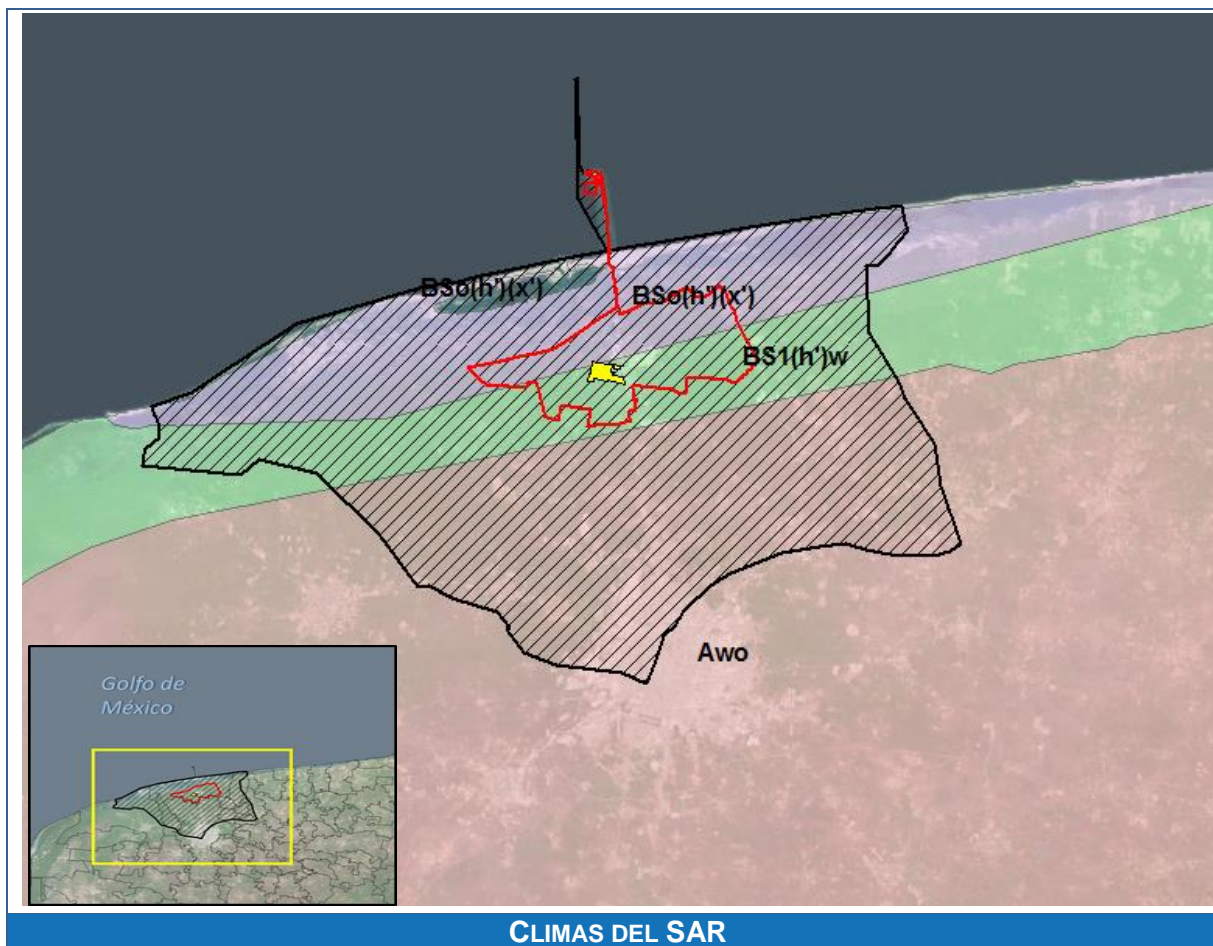 BSo(h')(x')
BSo(h')(x')
BS1(h')w
Awo
Golfo de
México
CLIMAS DEL SAR